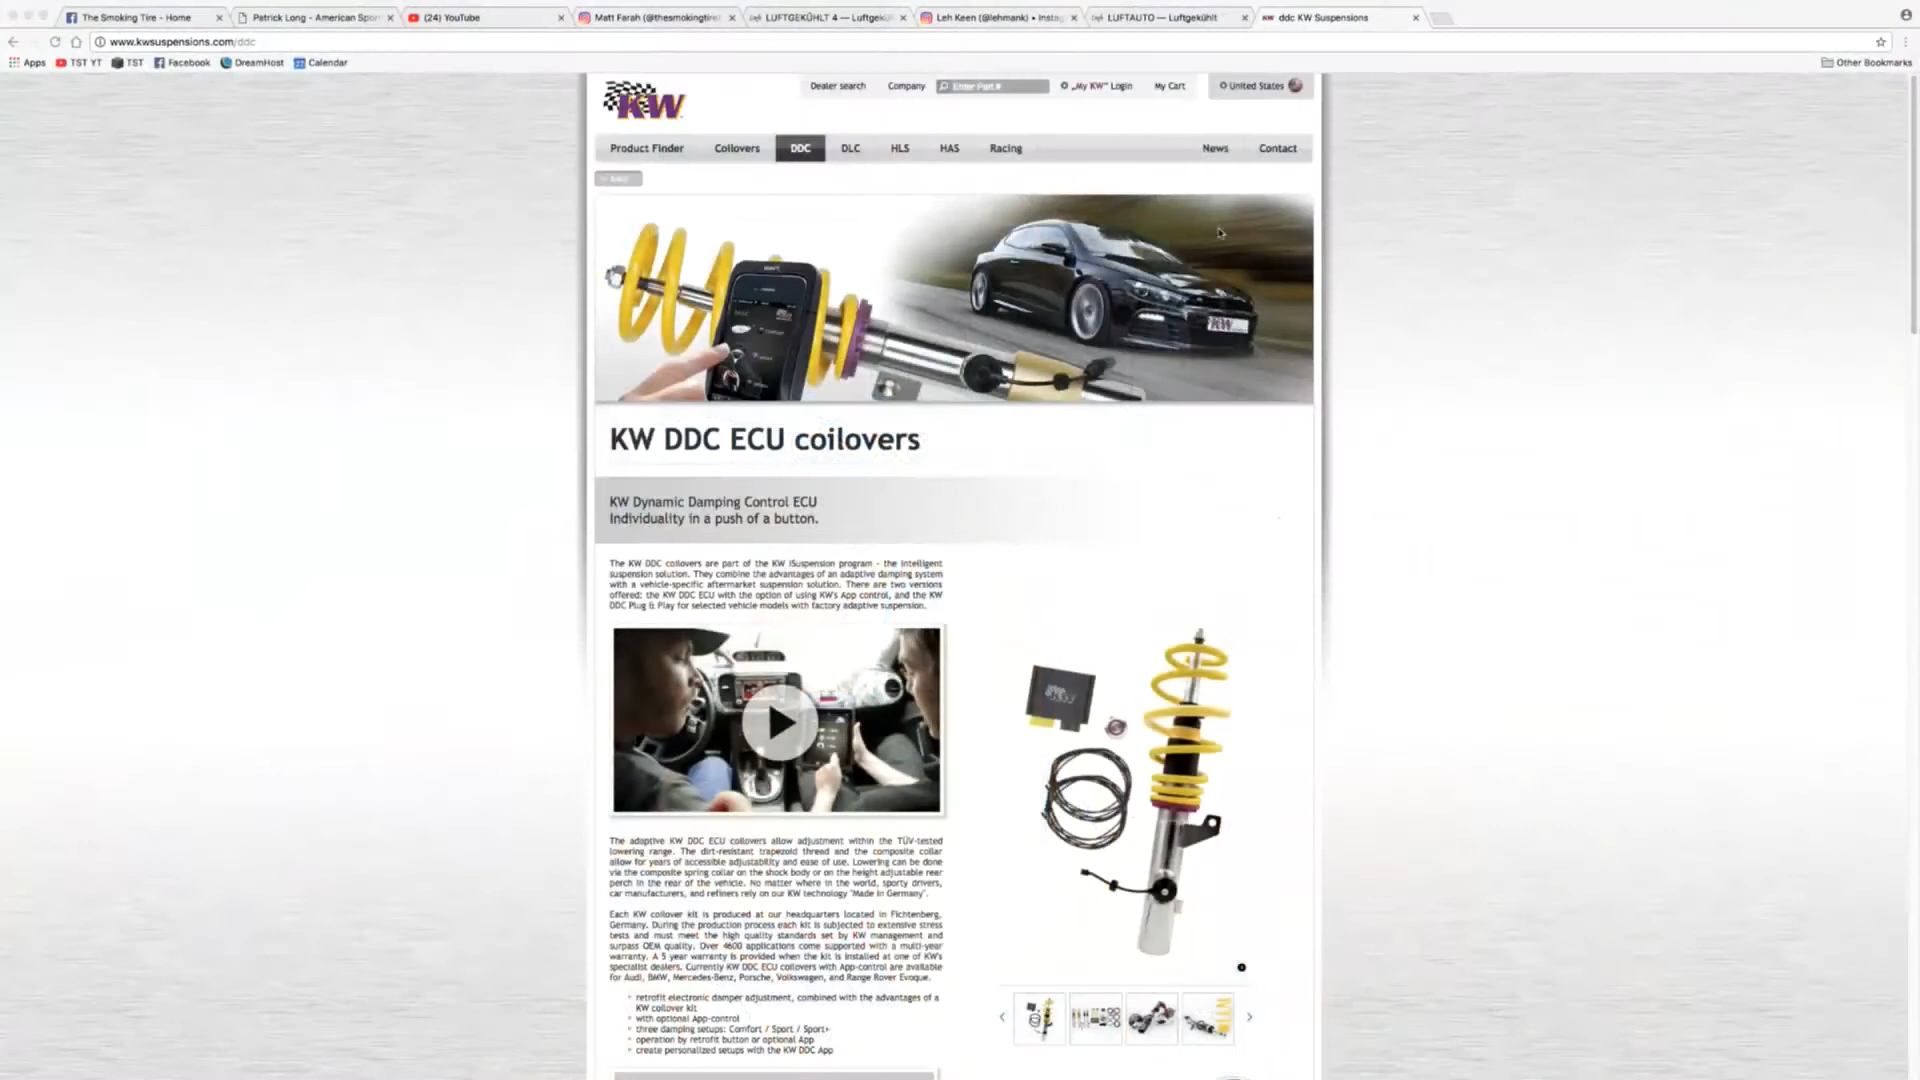 The Smoking Tire - Home
Patrick Long - American Spor
(24) YouTube
Matt Farah (@thesmokingtire
LUFTGEKÜHLT 4 — Luftgekü
Leh Keen (@lehmank) • Insta
LUFTAUTO — Luftgekühlt
ddc KW Suspensions
www.kwsuspensions.com/ddc
Apps
TST YT
TST
Facebook
DreamHost
Calendar
Other Bookmarks
KW
Dealer search
Company
Enter Part #
„My KW" Login
My Cart
United States
Product Finder
Coilovers
DDC
DLC
HLS
HAS
Racing
News
Contact
KW
KW DDC ECU coilovers
KW Dynamic Damping Control ECU
Individuality in a push of a button.
The KW DDC coilovers are part of the KW iSuspension program - the intelligent
suspension solution. They combine the advantages of an adaptive damping system
with a vehicle-specific aftermarket suspension solution. There are two versions
offered: the KW DDC ECU with the option of using KW's App control, and the KW
DDC Plug & Play for selected vehicle models with factory adaptive suspension.
The adaptive KW DDC ECU coilovers allow adjustment within the TÜV-tested
lowering range. The dirt-resistant trapezoid thread and the composite collar
allow for years of accessible adjustability and ease of use. Lowering can be done
via the composite spring collar on the shock body or on the height adjustable rear
perch in the rear of the vehicle. No matter where in the world, sporty drivers,
car manufacturers, and refiners rely on our KW technology "Made in Germany".
Each KW coilover kit is produced at our headquarters located in Fichtenberg,
Germany. During the production process each kit is subjected to extensive stress
tests and must meet the high quality standards set by KW management and
surpass OEM quality. Over 4600 applications come supported with a multi-year
warranty. A 5 year warranty is provided when the kit is installed at one of KW's
specialist dealers. Currently KW DDC ECU coilovers with App-control are available
for Audi, BMW, Mercedes-Benz, Porsche, Volkswagen, and Range Rover Evoque.
retrofit electronic damper adjustment, combined with the advantages of a
KW coilover kit
with optional App-control
three damping setups: Comfort / Sport / Sport+
operation by retrofit button or optional App
create personalized setups with the KW DDC App